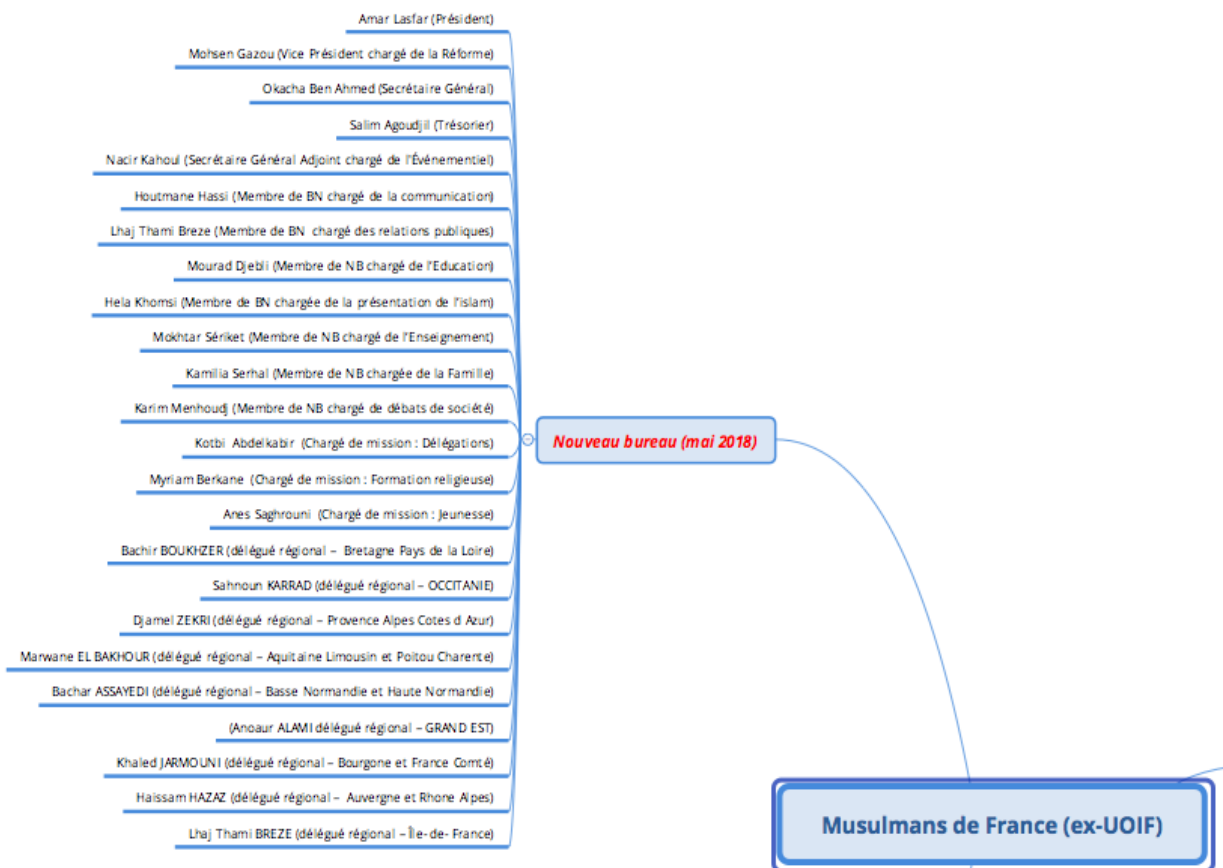 Amar Lasfar (Président)
Mohsen Gazou (Vice Président chargé de la Réforme)
Okacha Ben Ahmed (Secrétaire Général)
Salim Agoudjil (Trésorier)
Nacir Kahoul (Secrétaire Général Adjoint chargé de l'Événementiel)
Houtmane Hassi (Membre de BN chargé de la communication)
Lhaj Thami Breze (Membre de BN chargé des relations publiques)
Mourad Djebli (Membre de NB chargé de l'Education)
Hela Khomsi (Membre de BN chargée de la présentation de l'islam)
Mokhtar Sériket (Membre de NB chargé de l'Enseignement)
Kamilia Serhal (Membre de NB chargée de la Famille)
Karim Menhoudj (Membre de NB chargé de débats de société)
Kotbi Abdelkabir (Chargé de mission : Délégations)
Nouveau bureau (mai 2018)
Myriam Berkane (Chargé de mission : Formation religieuse)
Anes Saghrouni (Chargé de mission : Jeunesse)
Bachir BOUKHZER (délégué régional – Bretagne Pays de la Loire)
Sahnoun KARRAD (délégué régional – OCCITANIE)
Djamel ZEKRI (délégué régional – Provence Alpes Cotes d Azur)
Marwane EL BAKHOUR (délégué régional – Aquitaine Limousin et Poitou Charente)
Bachar ASSAYEDI (délégué régional – Basse Normandie et Haute Normandie)
(Anoaur ALAMI délégué régional – GRAND EST)
Khaled JARMOUNI (délégué régional – Bourgone et France Comté)
Haissam HAZAZ (délégué régional – Auvergne et Rhone Alpes)
Lhaj Thami BREZE (délégué régional – Île-de- France)
Musulmans de France (ex-UOIF)